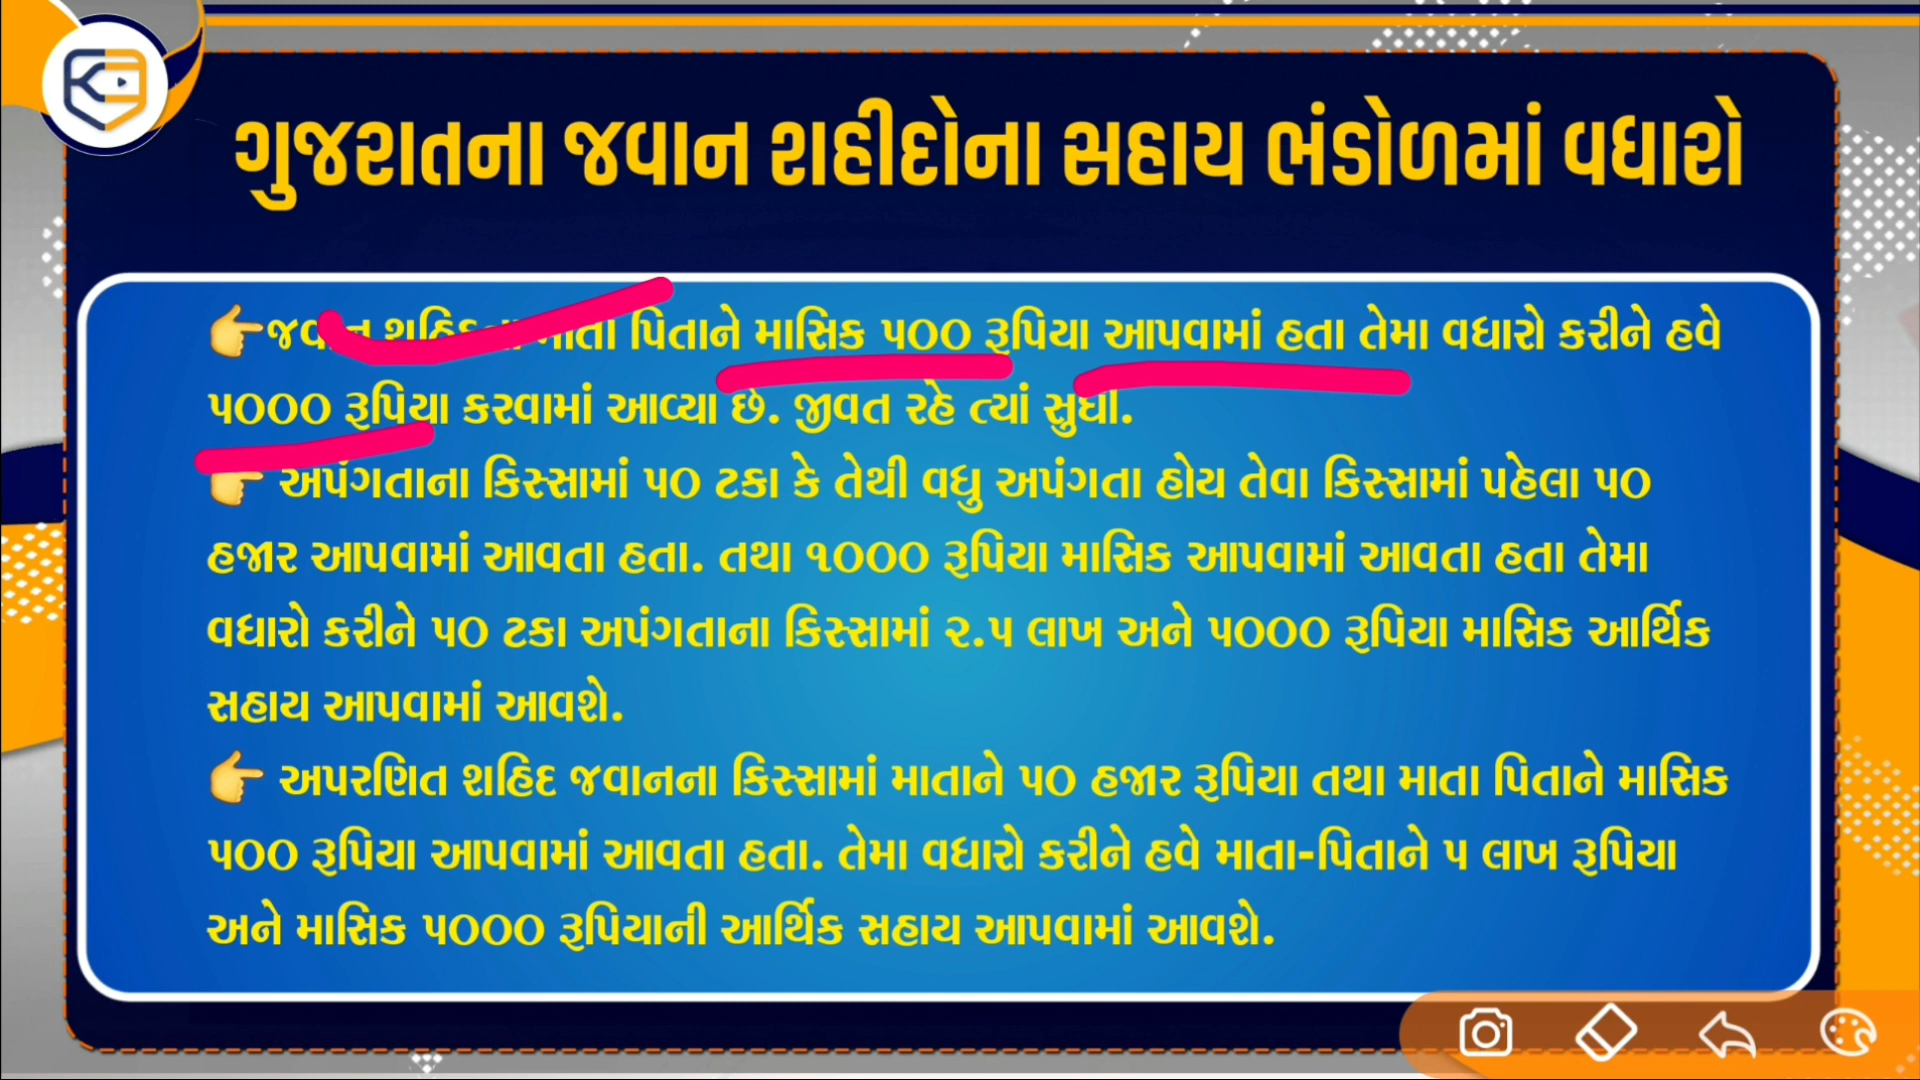 ગુજરાતના જવાન શહીદોના સહાય ભંડોળમાં વધારો
👉જવાન શહિદના માતા પિતાને માસિક ૫૦૦ રૂપિયા આપવામાં હતા તેમા વધારો કરીને હવે
૫૦૦૦ રૂપિયા કરવામાં આવ્યા છે. જીવત રહે ત્યાં સુધી.
👉 અપંગતાના કિસ્સામાં ૫૦ ટકા કે તેથી વધુ અપંગતા હોય તેવા કિસ્સામાં પહેલા ૫૦
હજાર આપવામાં આવતા હતા. તથા ૧૦૦૦ રૂપિયા માસિક આપવામાં આવતા હતા તેમા
વધારો કરીને ૫૦ ટકા અપંગતાના કિસ્સામાં ૨.૫ લાખ અને ૫૦૦૦ રૂપિયા માસિક આર્થિક
સહાય આપવામાં આવશે.
👉 અપરણિત શહિદ જવાનના કિસ્સામાં માતાને ૫૦ હજાર રૂપિયા તથા માતા પિતાને માસિક
૫૦૦ રૂપિયા આપવામાં આવતા હતા. તેમા વધારો કરીને હવે માતા-પિતાને ૫ લાખ રૂપિયા
અને માસિક ૫૦૦૦ રૂપિયાની આર્થિક સહાય આપવામાં આવશે.